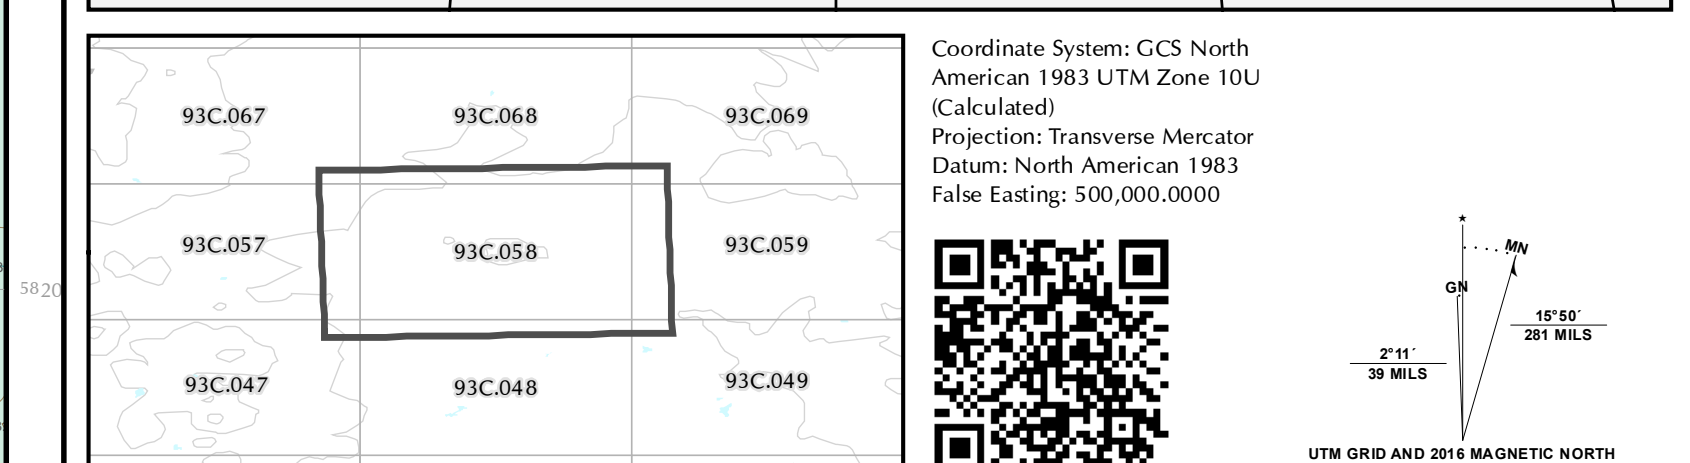 93C.067 93C.068 93C.069
93C.057 93C.058 93C.059
93C.047 93C.048 93C.049
5820
Coordinate System: GCS North
American 1983 UTM Zone 10U
(Calculated)
Projection: Transverse Mercator
Datum: North American 1983
False Easting: 500,000.0000
MN
GN
15°50´
281 MILS
2°11´
39 MILS
UTM GRID AND 2016 MAGNETIC NORTH